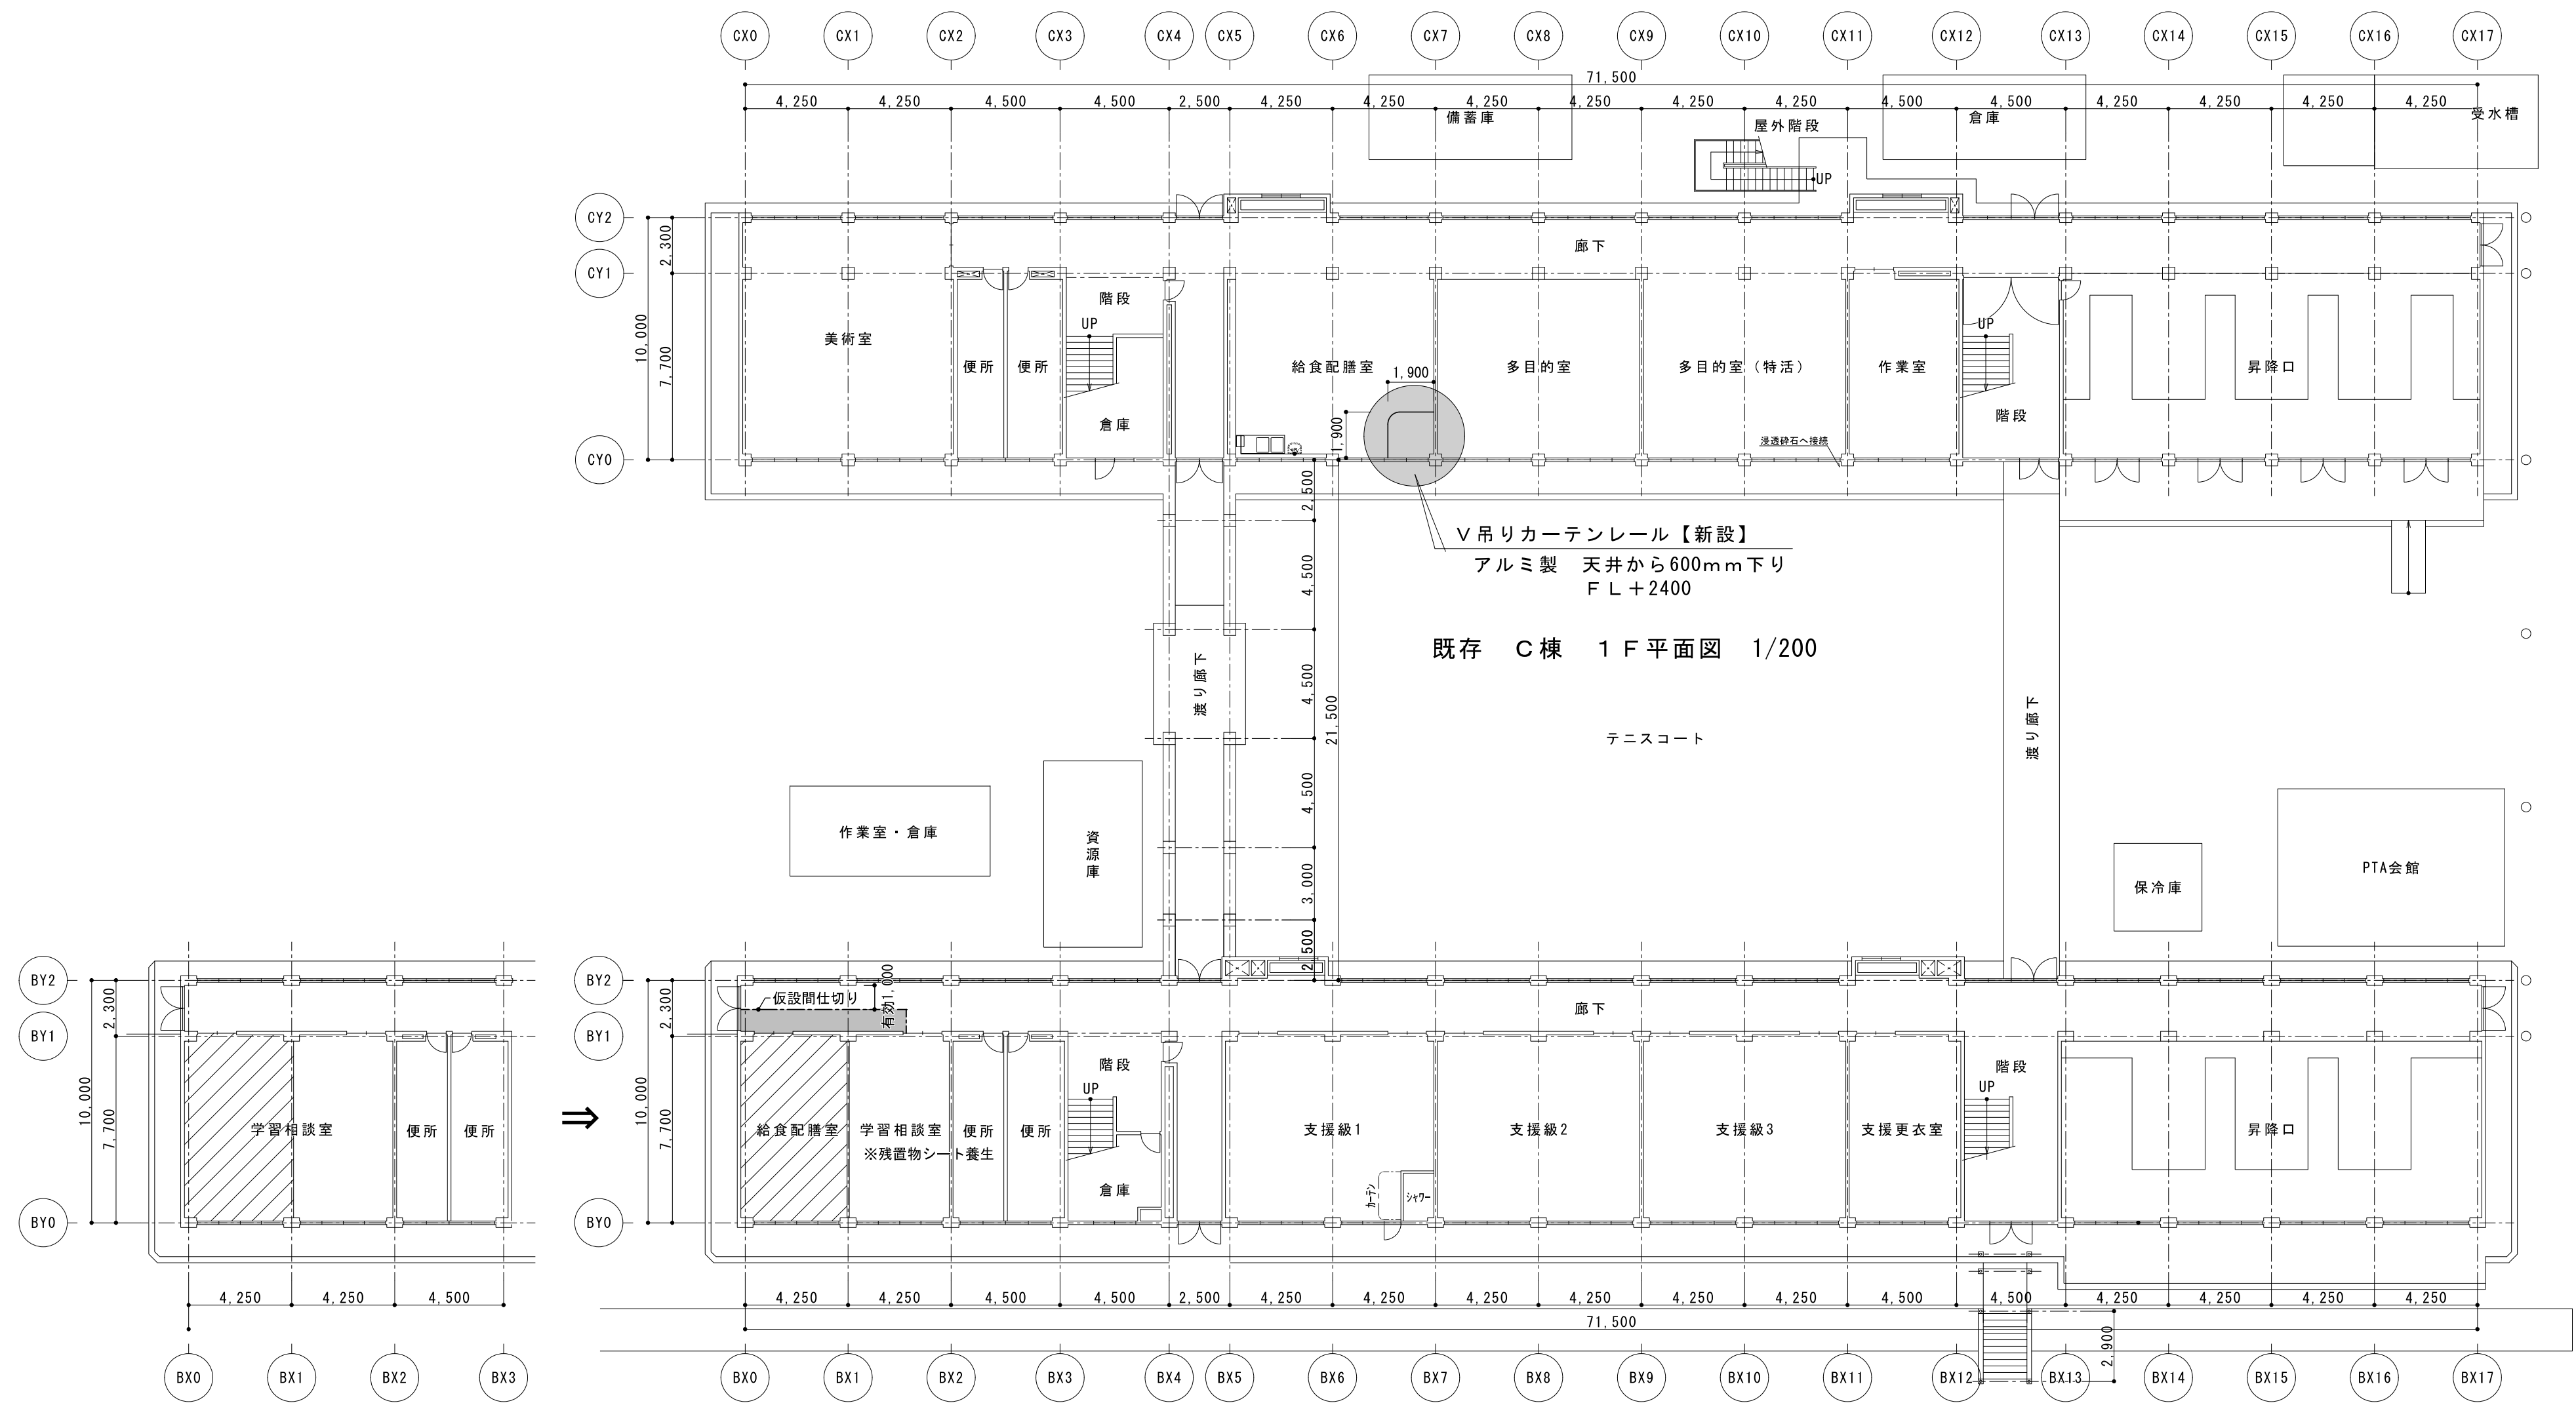 CX0 CX1 CX2 CX3 CX4 CX5 CX6 CX7 CX8 CX9 CX10 CX11 CX12 CX13 CX14 CX15 CX16 CX17
71,500
4,250 4,250 4,500 4,500 2,500 4,250 4,250 4,250 4,250 4,250 4,250 4,500 4,500 4,250 4,250 4,250 4,250
備蓄庫 倉庫 受水槽
屋外階段
UP
CY2
CY1
CY0
2,300
7,700
10,000
廊下
美術室
便所
便所
階段
UP
倉庫
給食配膳室
1,900
1,900
多目的室
多目的室（特活）
浸透砕石へ接続
作業室
UP
階段
昇降口
V吊りカーテンレール【新設】
アルミ製 天井から600mm下り
FL+2400
既存 C棟 1F平面図 1/200
2,500
4,500
4,500
4,500
3,000
2,500
21,500
渡り廊下
テニスコート
渡り廊下
作業室・倉庫
資源庫
保冷庫
PTA会館
BY2
BY1
BY0
2,300
7,700
10,000
学習相談室
便所
便所
4,250 4,250 4,500
BX0 BX1 BX2 BX3
⇒
BY2
BY1
BY0
2,300
7,700
10,000
仮設間仕切り
有効1,000
廊下
給食配膳室
学習相談室
※残置物シート養生
便所
便所
階段
UP
倉庫
支援級1
カーテン
シャワー
支援級2
支援級3
支援更衣室
階段
UP
昇降口
4,250 4,250 4,500 4,500 2,500 4,250 4,250 4,250 4,250 4,250 4,250 4,500 4,500 4,250 4,250 4,250 4,250
71,500
2,900
BX0 BX1 BX2 BX3 BX4 BX5 BX6 BX7 BX8 BX9 BX10 BX11 BX12 BX13 BX14 BX15 BX16 BX17